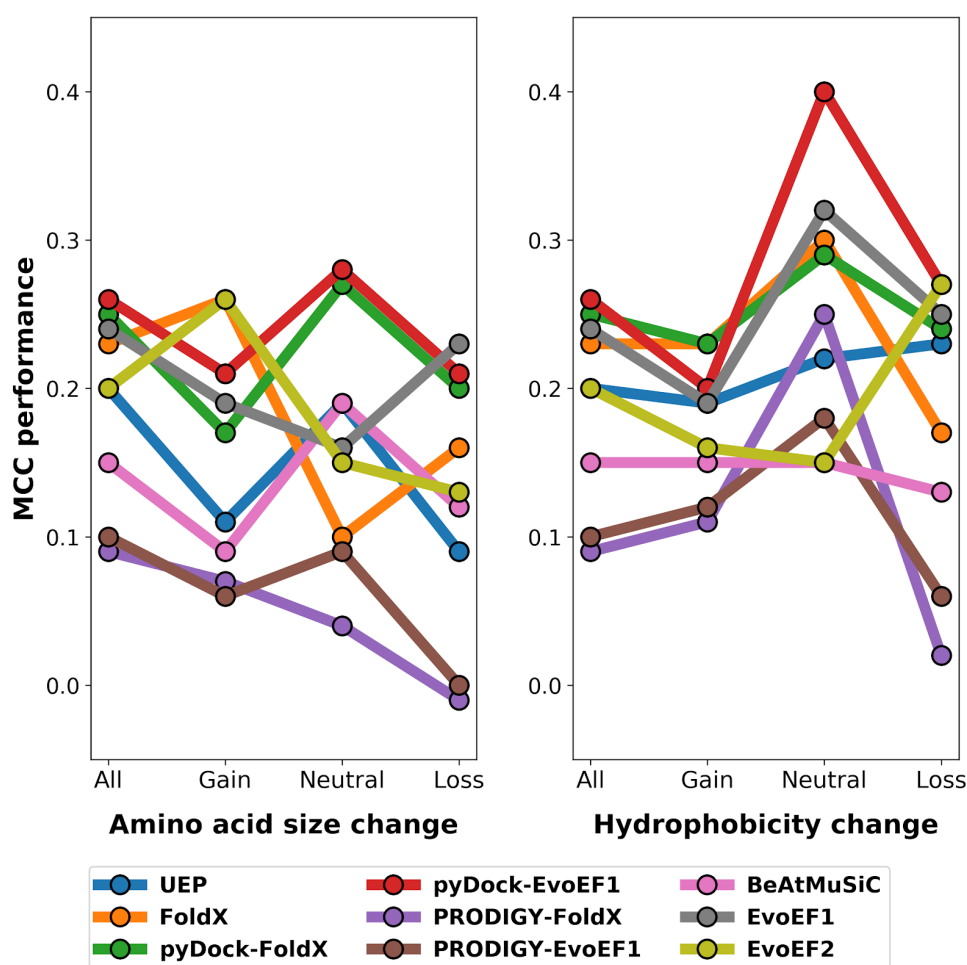 MCC performance
0.4
0.3
0.2
0.1
0.0
All Gain Neutral Loss
Amino acid size change
0.4
0.3
0.2
0.1
0.0
All Gain Neutral Loss
Hydrophobicity change
UEP pyDock-EvoEF1 BeAtMuSiC
FoldX PRODIGY-FoldX EvoEF1
pyDock-FoldX PRODIGY-EvoEF1 EvoEF2